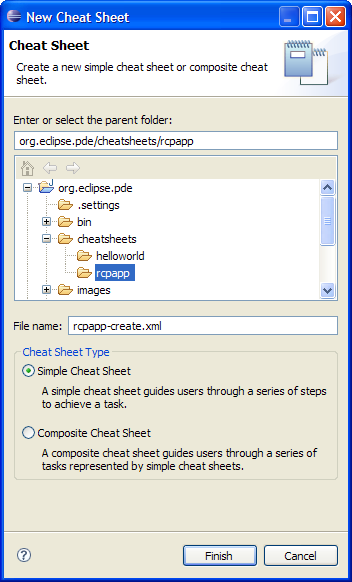 New Cheat Sheet
Cheat Sheet
Create a new simple cheat sheet or composite cheat
sheet.
Enter or select the parent folder:
org.eclipse.pde/cheatsheets/rcpapp
org.eclipse.pde
.settings
bin
cheatsheets
helloworld
rcpapp
images
File name: rcpapp-create.xml
Cheat Sheet Type
Simple Cheat Sheet
A simple cheat sheet guides users through a series of steps
to achieve a task.
Composite Cheat Sheet
A composite cheat sheet guides users through a series of
tasks represented by simple cheat sheets.
? Finish Cancel